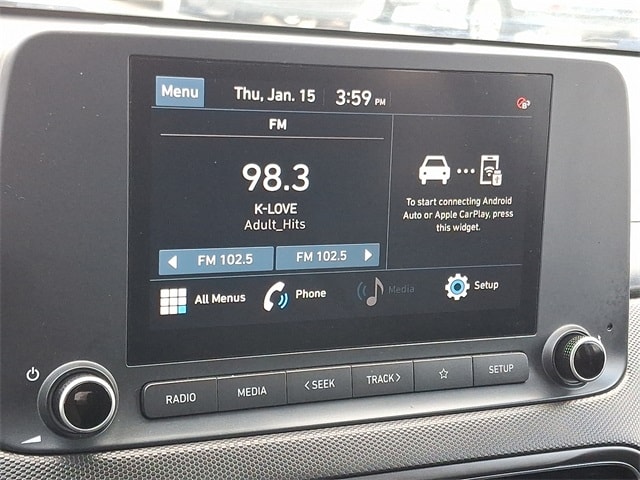 Menu Thu, Jan. 15 3:59 PM
FM
98.3
K-LOVE
Adult_Hits
To start connecting Android
Auto or Apple CarPlay, press
this widget.
FM 102.5 FM 102.5
All Menus Phone Media Setup
RADIO MEDIA <SEEK TRACK> SETUP